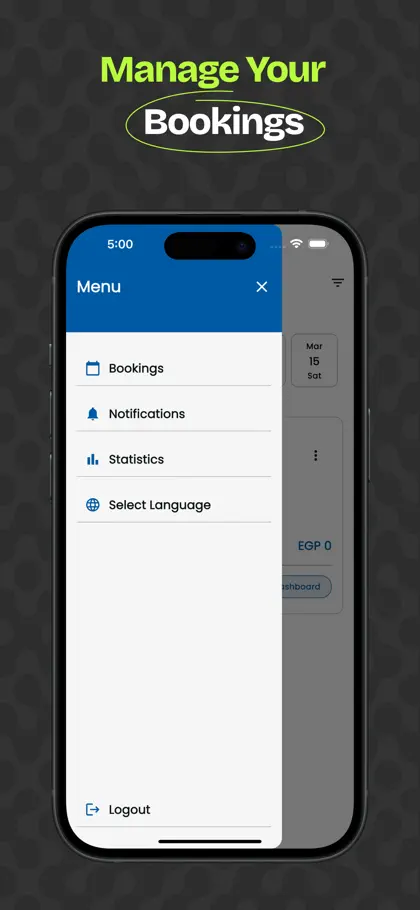 Manage Your
Bookings
5:00
Menu
Mar
15
Sat
Bookings
Notifications
Statistics
Select Language
EGP 0
ashboard
Logout